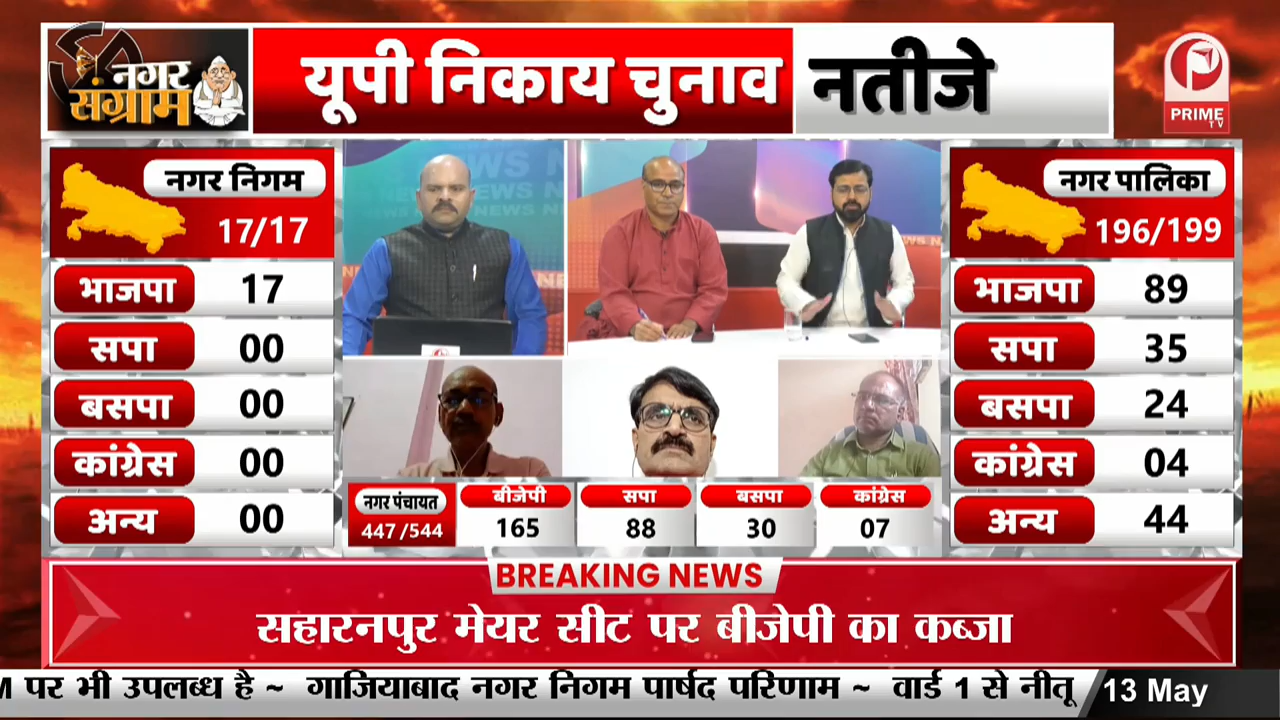 नगर
संग्राम
यूपी निकाय चुनाव नतीजे
PRIME
TV
नगर निगम
17/17
भाजपा 17
सपा 00
बसपा 00
कांग्रेस 00
अन्य 00
NEWS
नगर पालिका
196/199
भाजपा 89
सपा 35
बसपा 24
कांग्रेस 04
अन्य 44
नगर पंचायत
447/544
बीजेपी सपा बसपा कांग्रेस
165 88 30 07
BREAKING NEWS
सहारनपुर मेयर सीट पर बीजेपी का कब्जा
पर भी उपलब्ध है ~ गाजियाबाद नगर निगम पार्षद परिणाम ~ वार्ड 1 से नीतू
13 May